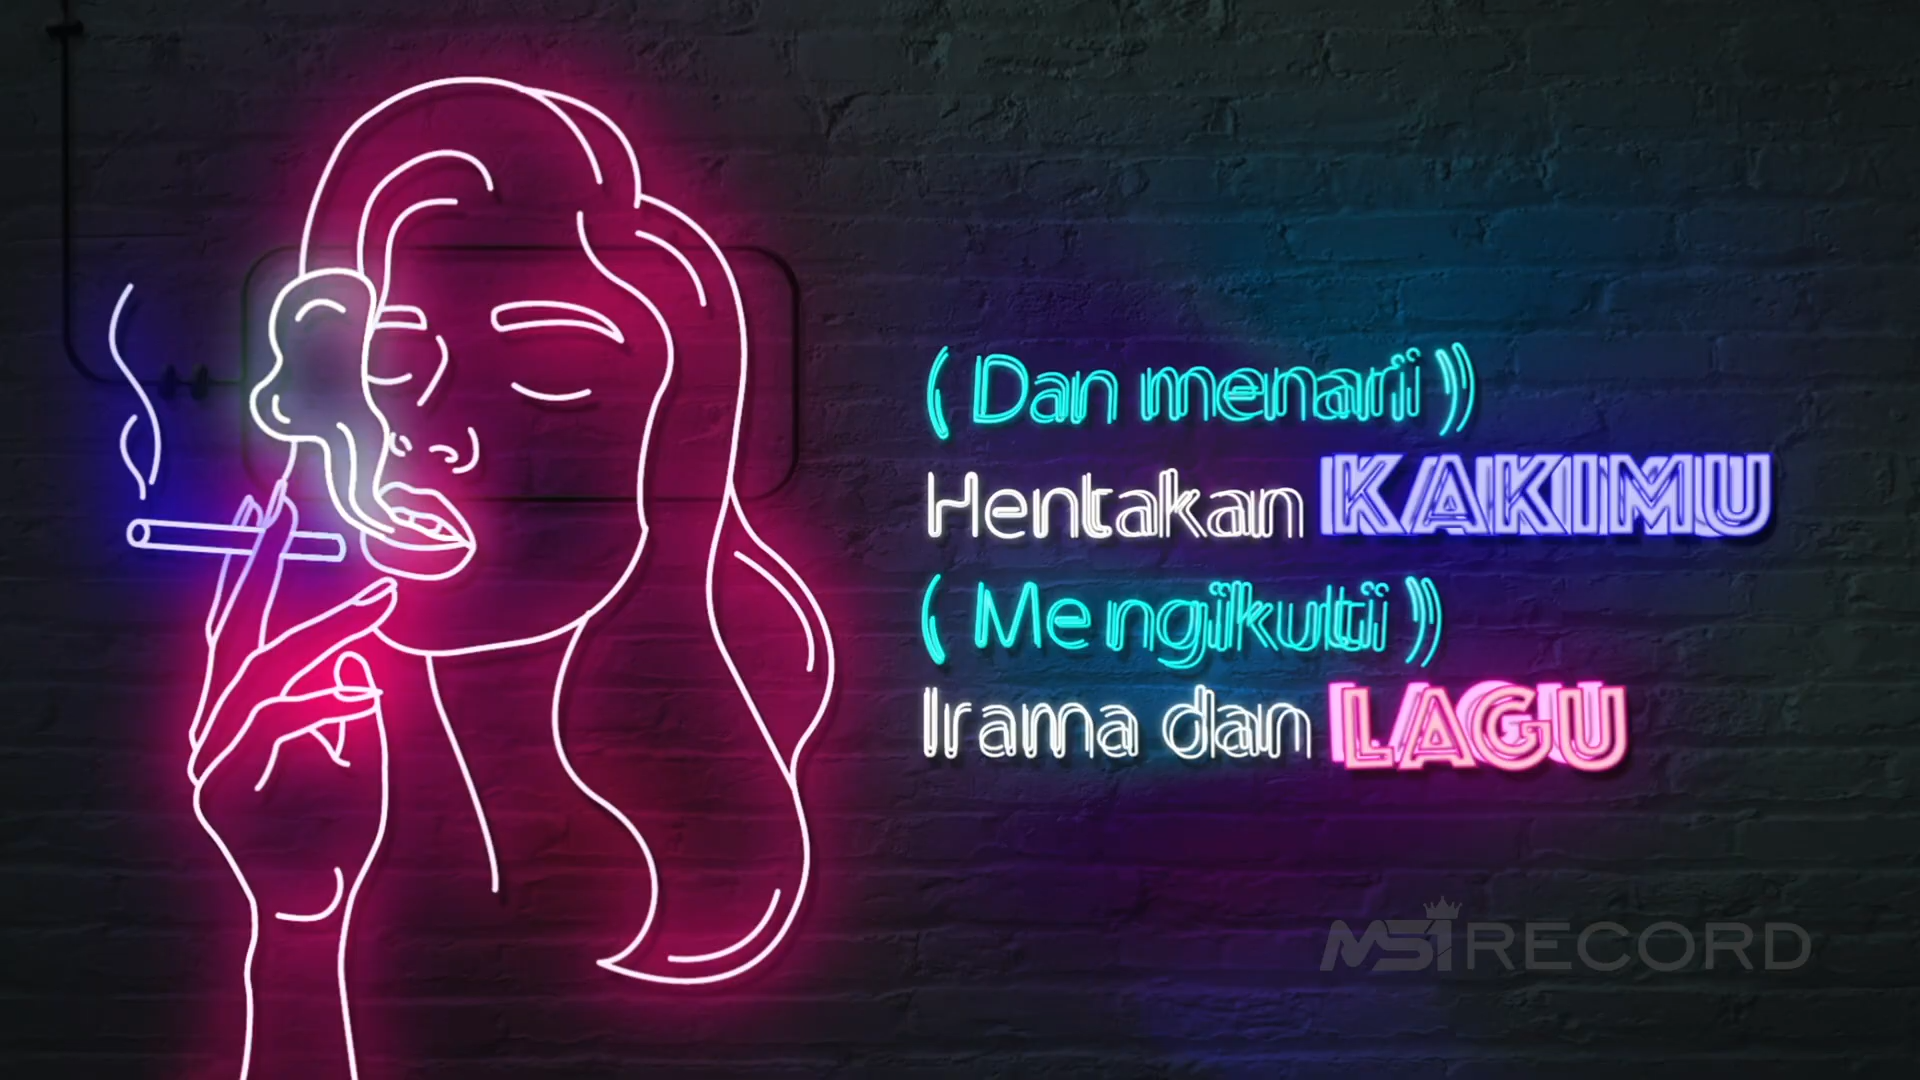 ( Dan menari )
Hentakan KAKIMU
( Mengikuti )
Irama dan LAGU
MSI RECORD